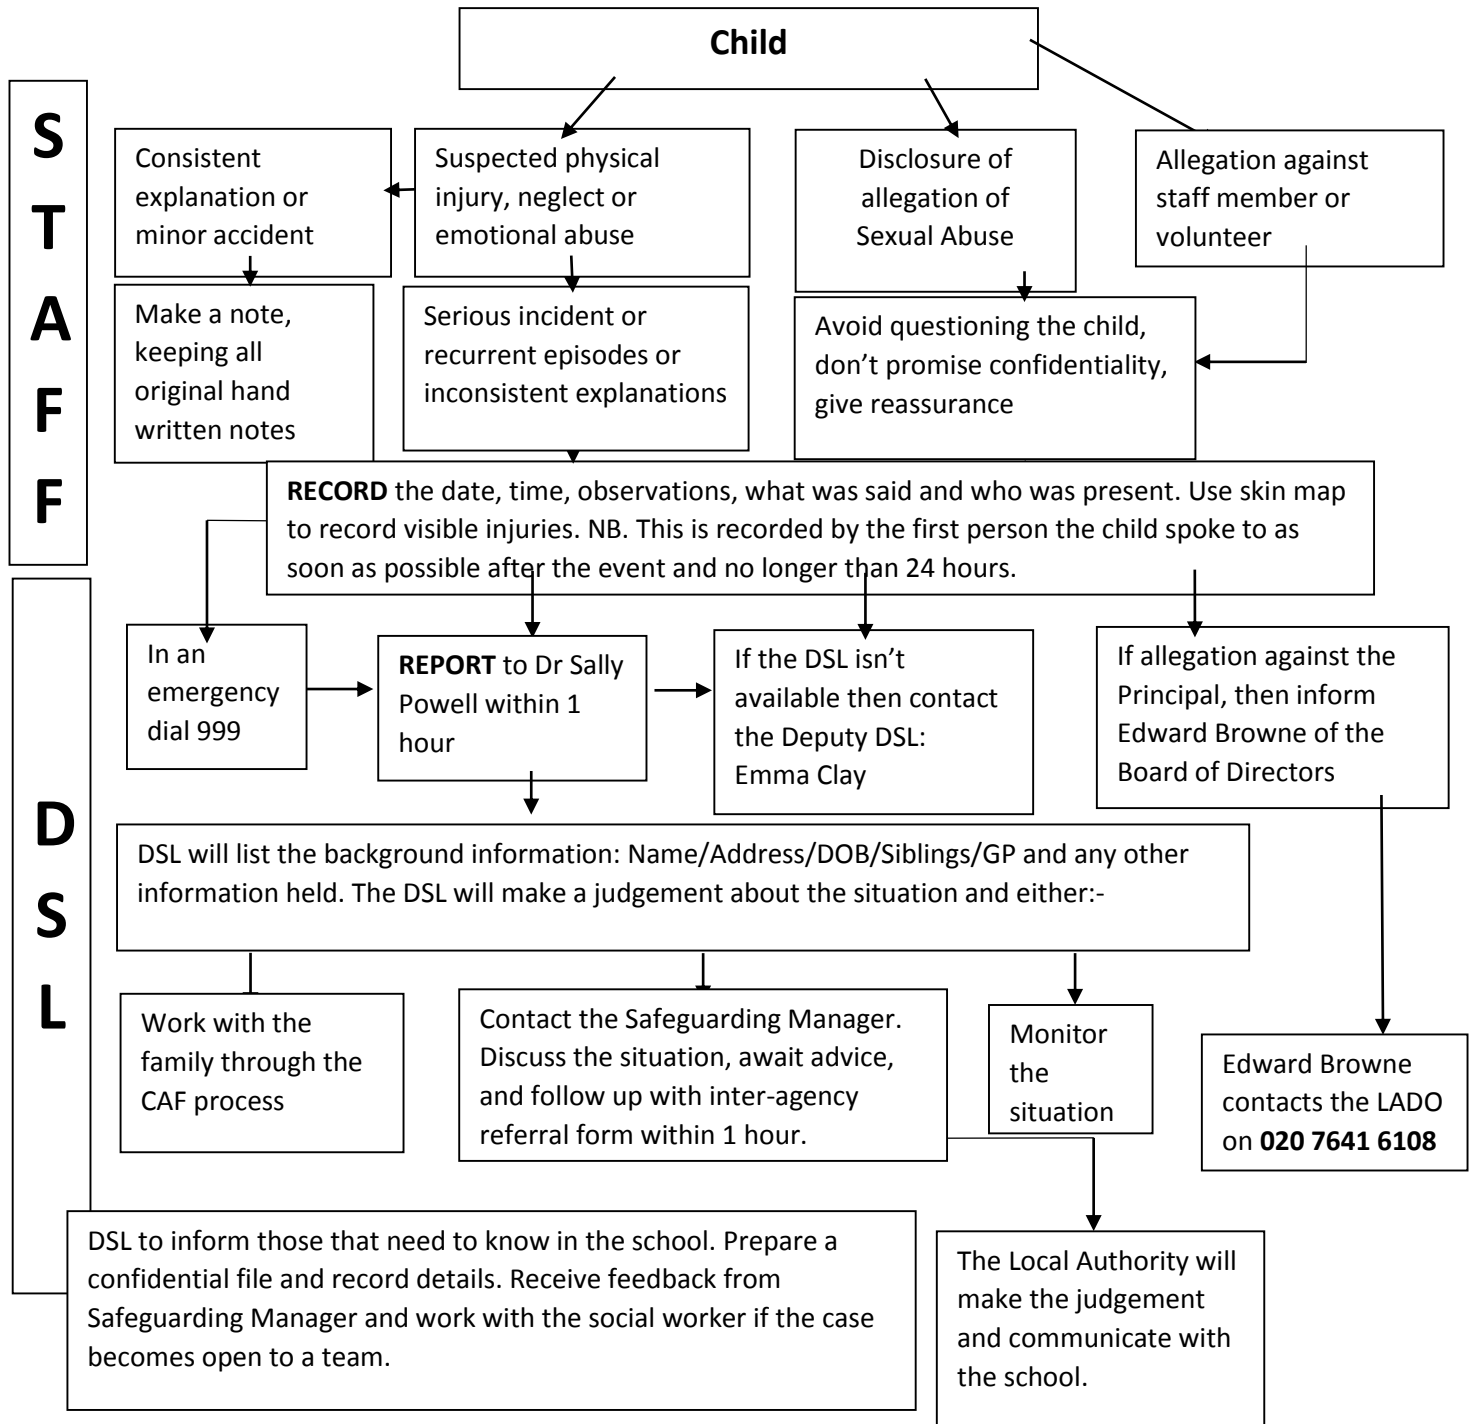 Child
S
T
A
F
F
Consistent
explanation or
minor accident
Suspected physical
injury, neglect or
emotional abuse
Disclosure of
allegation of
Sexual Abuse
Allegation against
staff member or
volunteer
Make a note,
keeping all
original hand
written notes
Serious incident or
recurrent episodes or
inconsistent explanations
Avoid questioning the child,
don’t promise confidentiality,
give reassurance
RECORD the date, time, observations, what was said and who was present. Use skin map
to record visible injuries. NB. This is recorded by the first person the child spoke to as
soon as possible after the event and no longer than 24 hours.
D
S
L
In an
emergency
dial 999
REPORT to Dr Sally
Powell within 1
hour
If the DSL isn’t
available then contact
the Deputy DSL:
Emma Clay
If allegation against the
Principal, then inform
Edward Browne of the
Board of Directors
DSL will list the background information: Name/Address/DOB/Siblings/GP and any other
information held. The DSL will make a judgement about the situation and either:-
Work with the
family through the
CAF process
Contact the Safeguarding Manager.
Discuss the situation, await advice,
and follow up with inter-agency
referral form within 1 hour.
Monitor
the
situation
Edward Browne
contacts the LADO
on 020 7641 6108
DSL to inform those that need to know in the school. Prepare a
confidential file and record details. Receive feedback from
Safeguarding Manager and work with the social worker if the case
becomes open to a team.
The Local Authority will
make the judgement
and communicate with
the school.